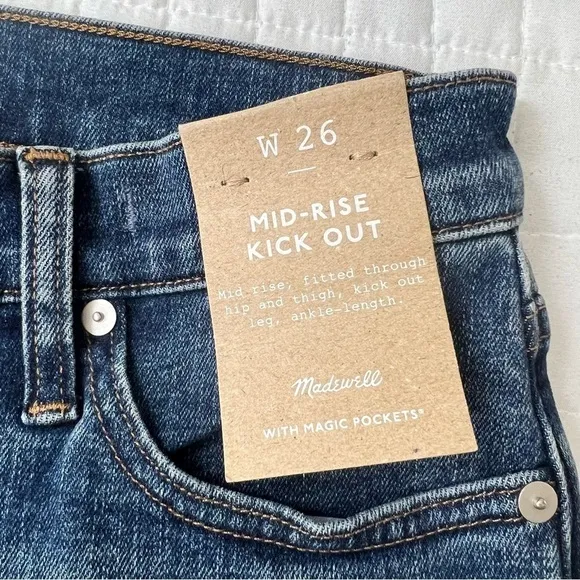 W 26
MID-RISE
KICK OUT
Mid rise, fitted through
hip and thigh, kick out
leg, ankle-length.
Madewell
WITH MAGIC POCKETS®